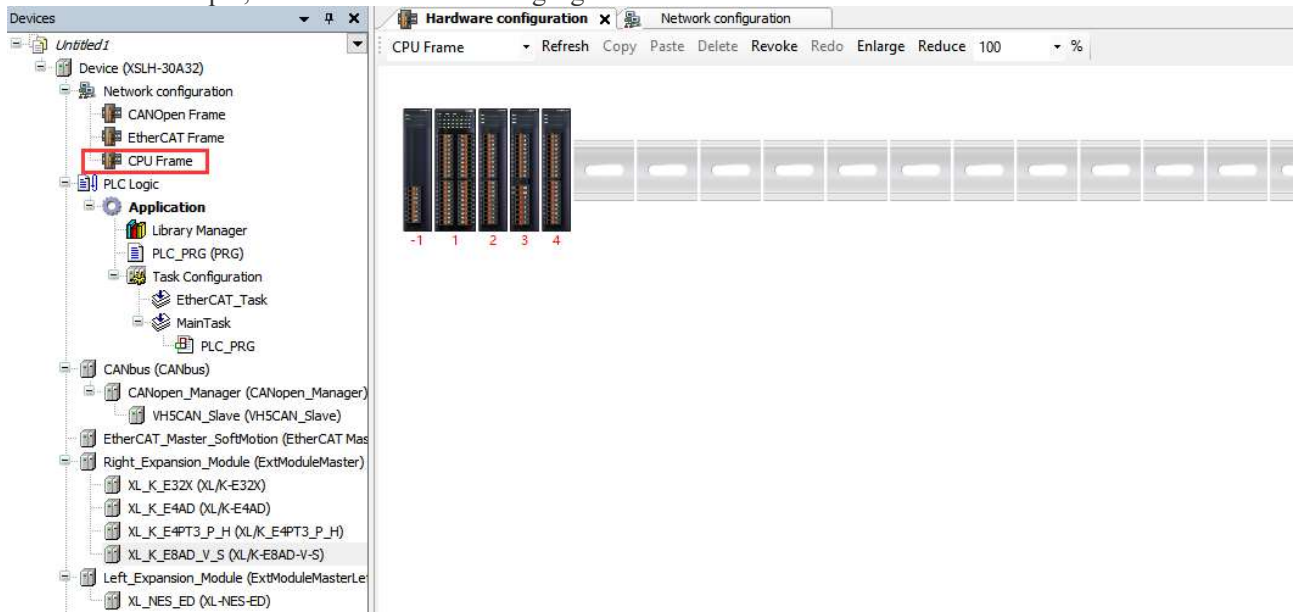 Devices
Untitled1
Device (XSLH-30A32)
Network configuration
CANOpen Frame
EtherCAT Frame
CPU Frame
PLC Logic
Application
Library Manager
PLC_PRG (PRG)
Task Configuration
EtherCAT_Task
MainTask
PLC_PRG
CANbus (CANbus)
CANopen_Manager (CANopen_Manager)
VH5CAN_Slave (VH5CAN_Slave)
EtherCAT_Master_SoftMotion (EtherCAT Mas
Right_Expansion_Module (ExtModuleMaster)
XL_K_E32X (XL/K-E32X)
XL_K_E4AD (XL/K-E4AD)
XL_K_E4PT3_P_H (XL/K_E4PT3_P_H)
XL_K_E8AD_V_S (XL/K-E8AD-V-S)
Left_Expansion_Module (ExtModuleMasterLe
XL_NES_ED (XL-NES-ED)
Hardware configuration Network configuration
CPU Frame Refresh Copy Paste Delete Revoke Redo Enlarge Reduce 100 %
-1 1 2 3 4